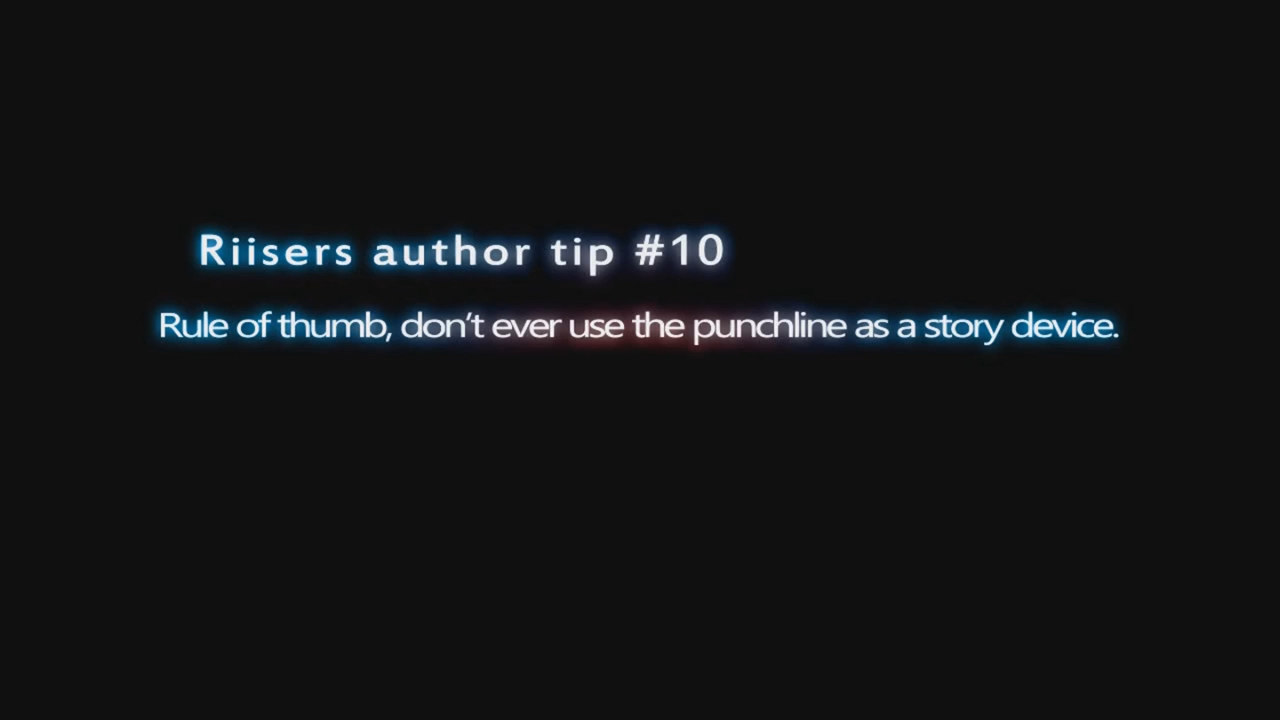 Riisers author tip #10
Rule of thumb, don't ever use the punchline as a story device.